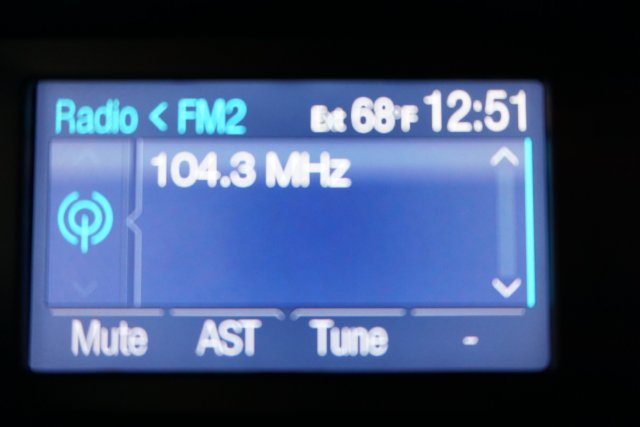 Radio < FM2 Ext 68°F 12:51
104.3 MHz
Mute AST Tune -